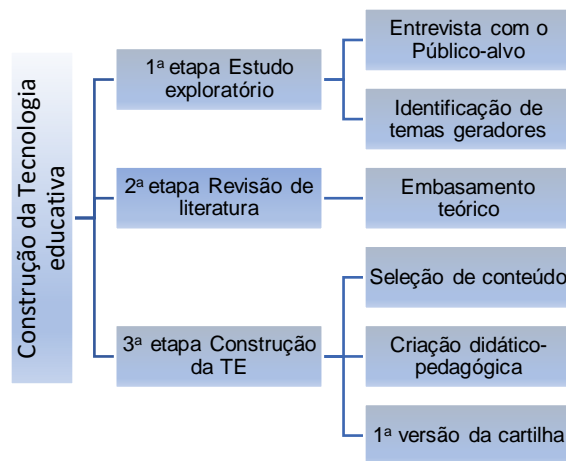 Construção da Tecnologia
educativa
1ª etapa Estudo
exploratório
Entrevista com o
Público-alvo
Identificação de
temas geradores
2ª etapa Revisão de
literatura
Embasamento
teórico
3ª etapa Construção
da TE
Seleção de conteúdo
Criação didático-
pedagógica
1ª versão da cartilha